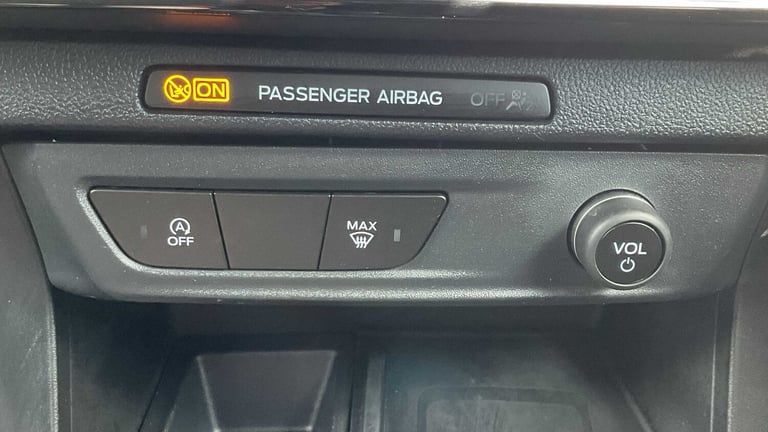 ON PASSENGER AIRBAG OFF
A
OFF
MAX
VOL